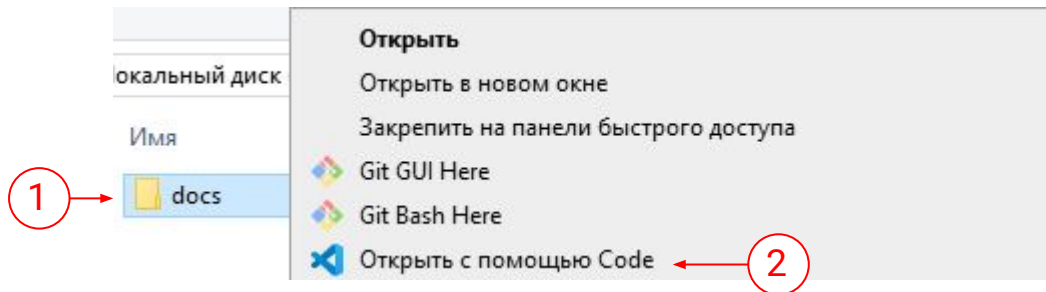 Открыть
локальный диск
Открыть в новом окне
Имя
Закрепить на панели быстрого доступа
Git GUI Here
1
docs
Git Bash Here
Открыть с помощью Code
2